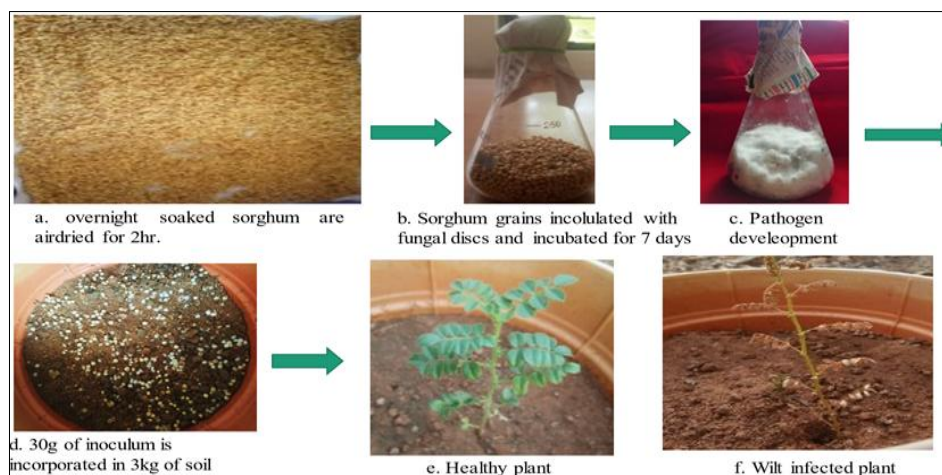 250
a. overnight soaked sorghum are
airdried for 2hr.
b. Sorghum grains incolulated with
fungal discs and incubated for 7 days
c. Pathogen
develeopment
d. 30g of inoculum is
incorporated in 3kg of soil
e. Healthy plant
f. Wilt infected plant